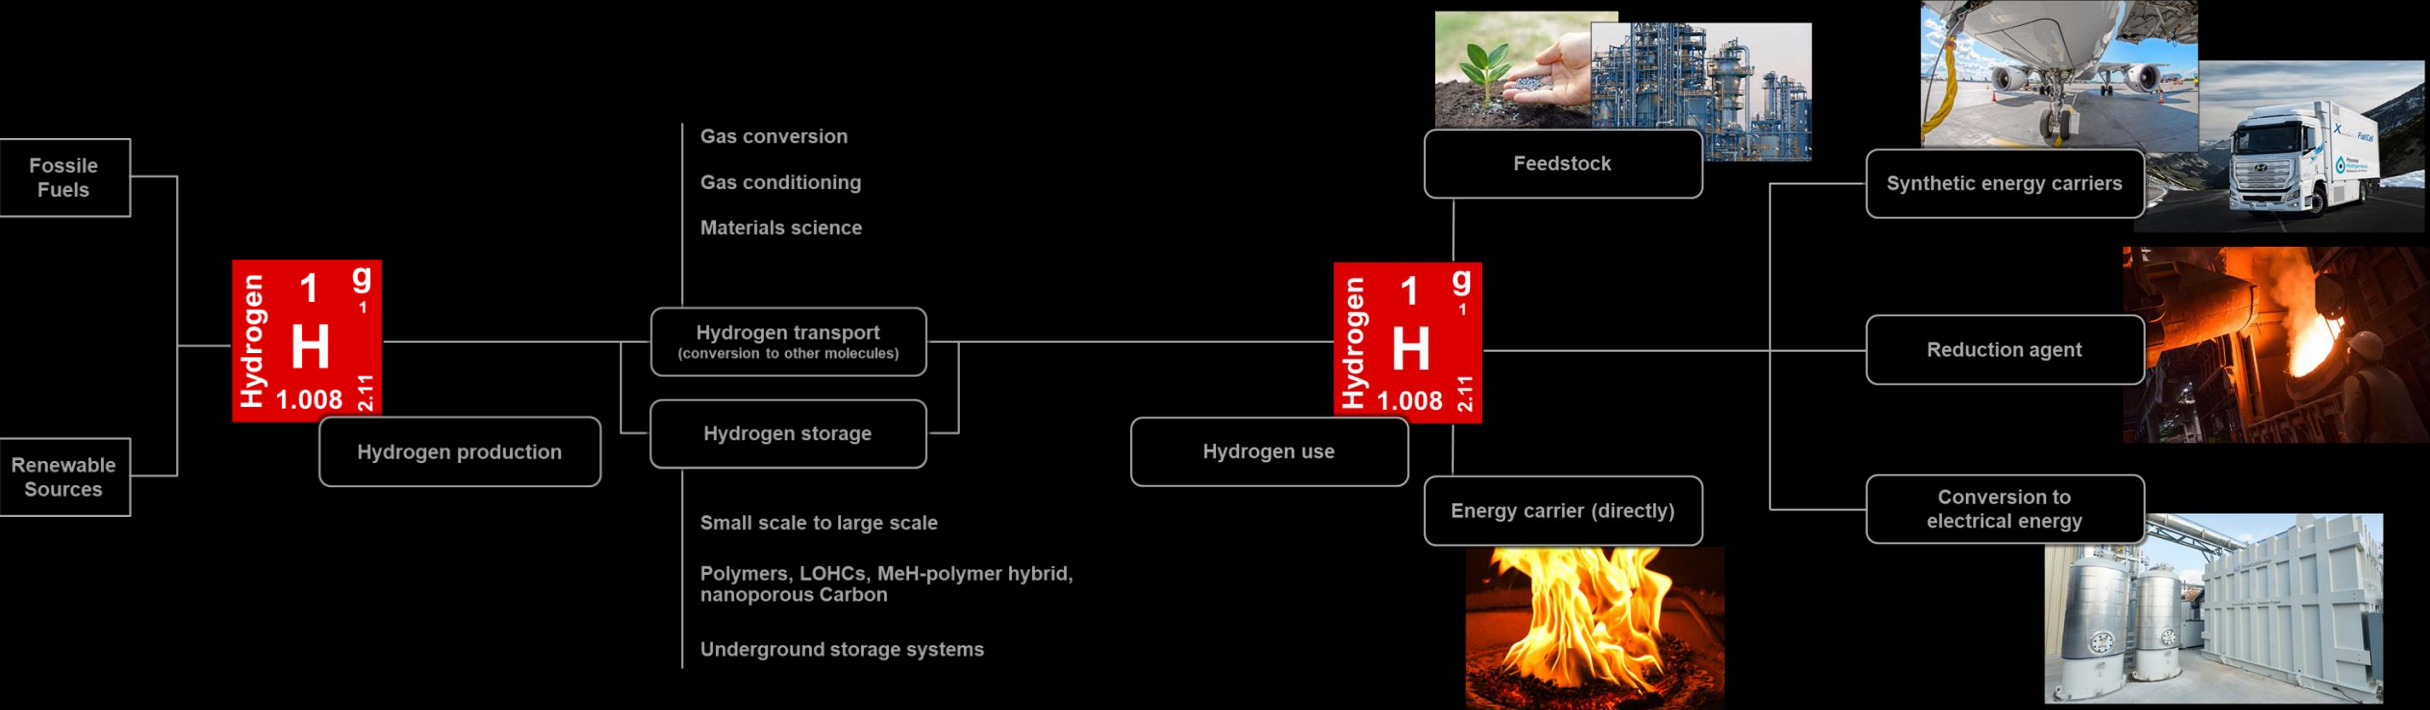 Fossile
Fuels
Renewable
Sources
Hydrogen
1
g
1
H
1.008
2.11
Hydrogen production
Gas conversion
Gas conditioning
Materials science
Hydrogen transport
(conversion to other molecules)
Hydrogen storage
Small scale to large scale
Polymers, LOHCs, MeH-polymer hybrid,
nanoporous Carbon
Underground storage systems
Hydrogen
1
g
1
H
1.008
2.11
Hydrogen use
Feedstock
Energy carrier (directly)
Synthetic energy carriers
Reduction agent
Conversion to
electrical energy